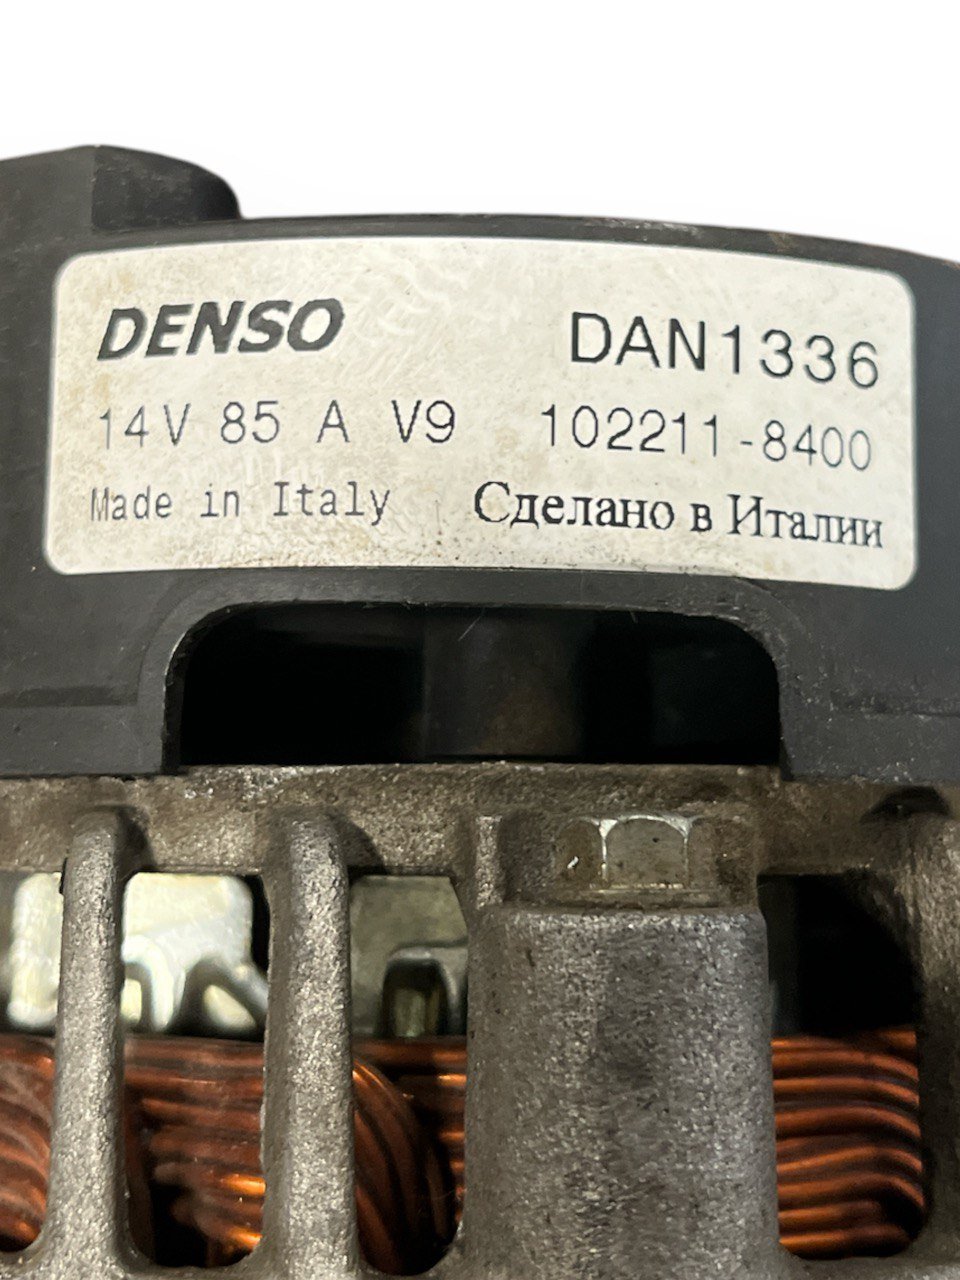 DENSO DAN1336
14V 85 A V9 102211-8400
Made in Italy Сделано в Италии